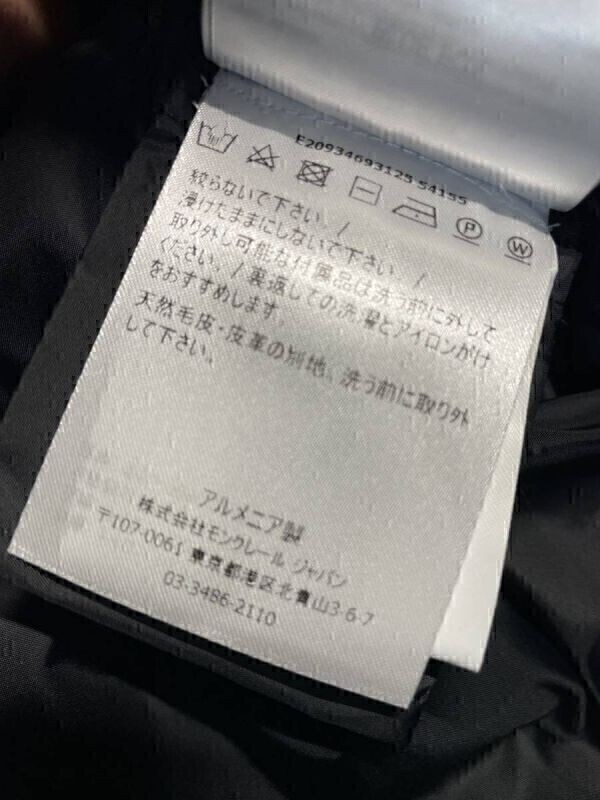 E20934693125 54155
絞らないで下さい。/
浸けたままにしないで下さい /
取り外し可能な付属品は洗う前に外して
ください。/ 裏返しての洗濯とアイロンがけ
をおすすめします。
天然毛皮・皮革の別地、洗う前に取り外
して下さい。
アルメニア製
株式会社モンクレール ジャパン
〒107-0061 東京都港区北青山3-6-7
03-3486-2110